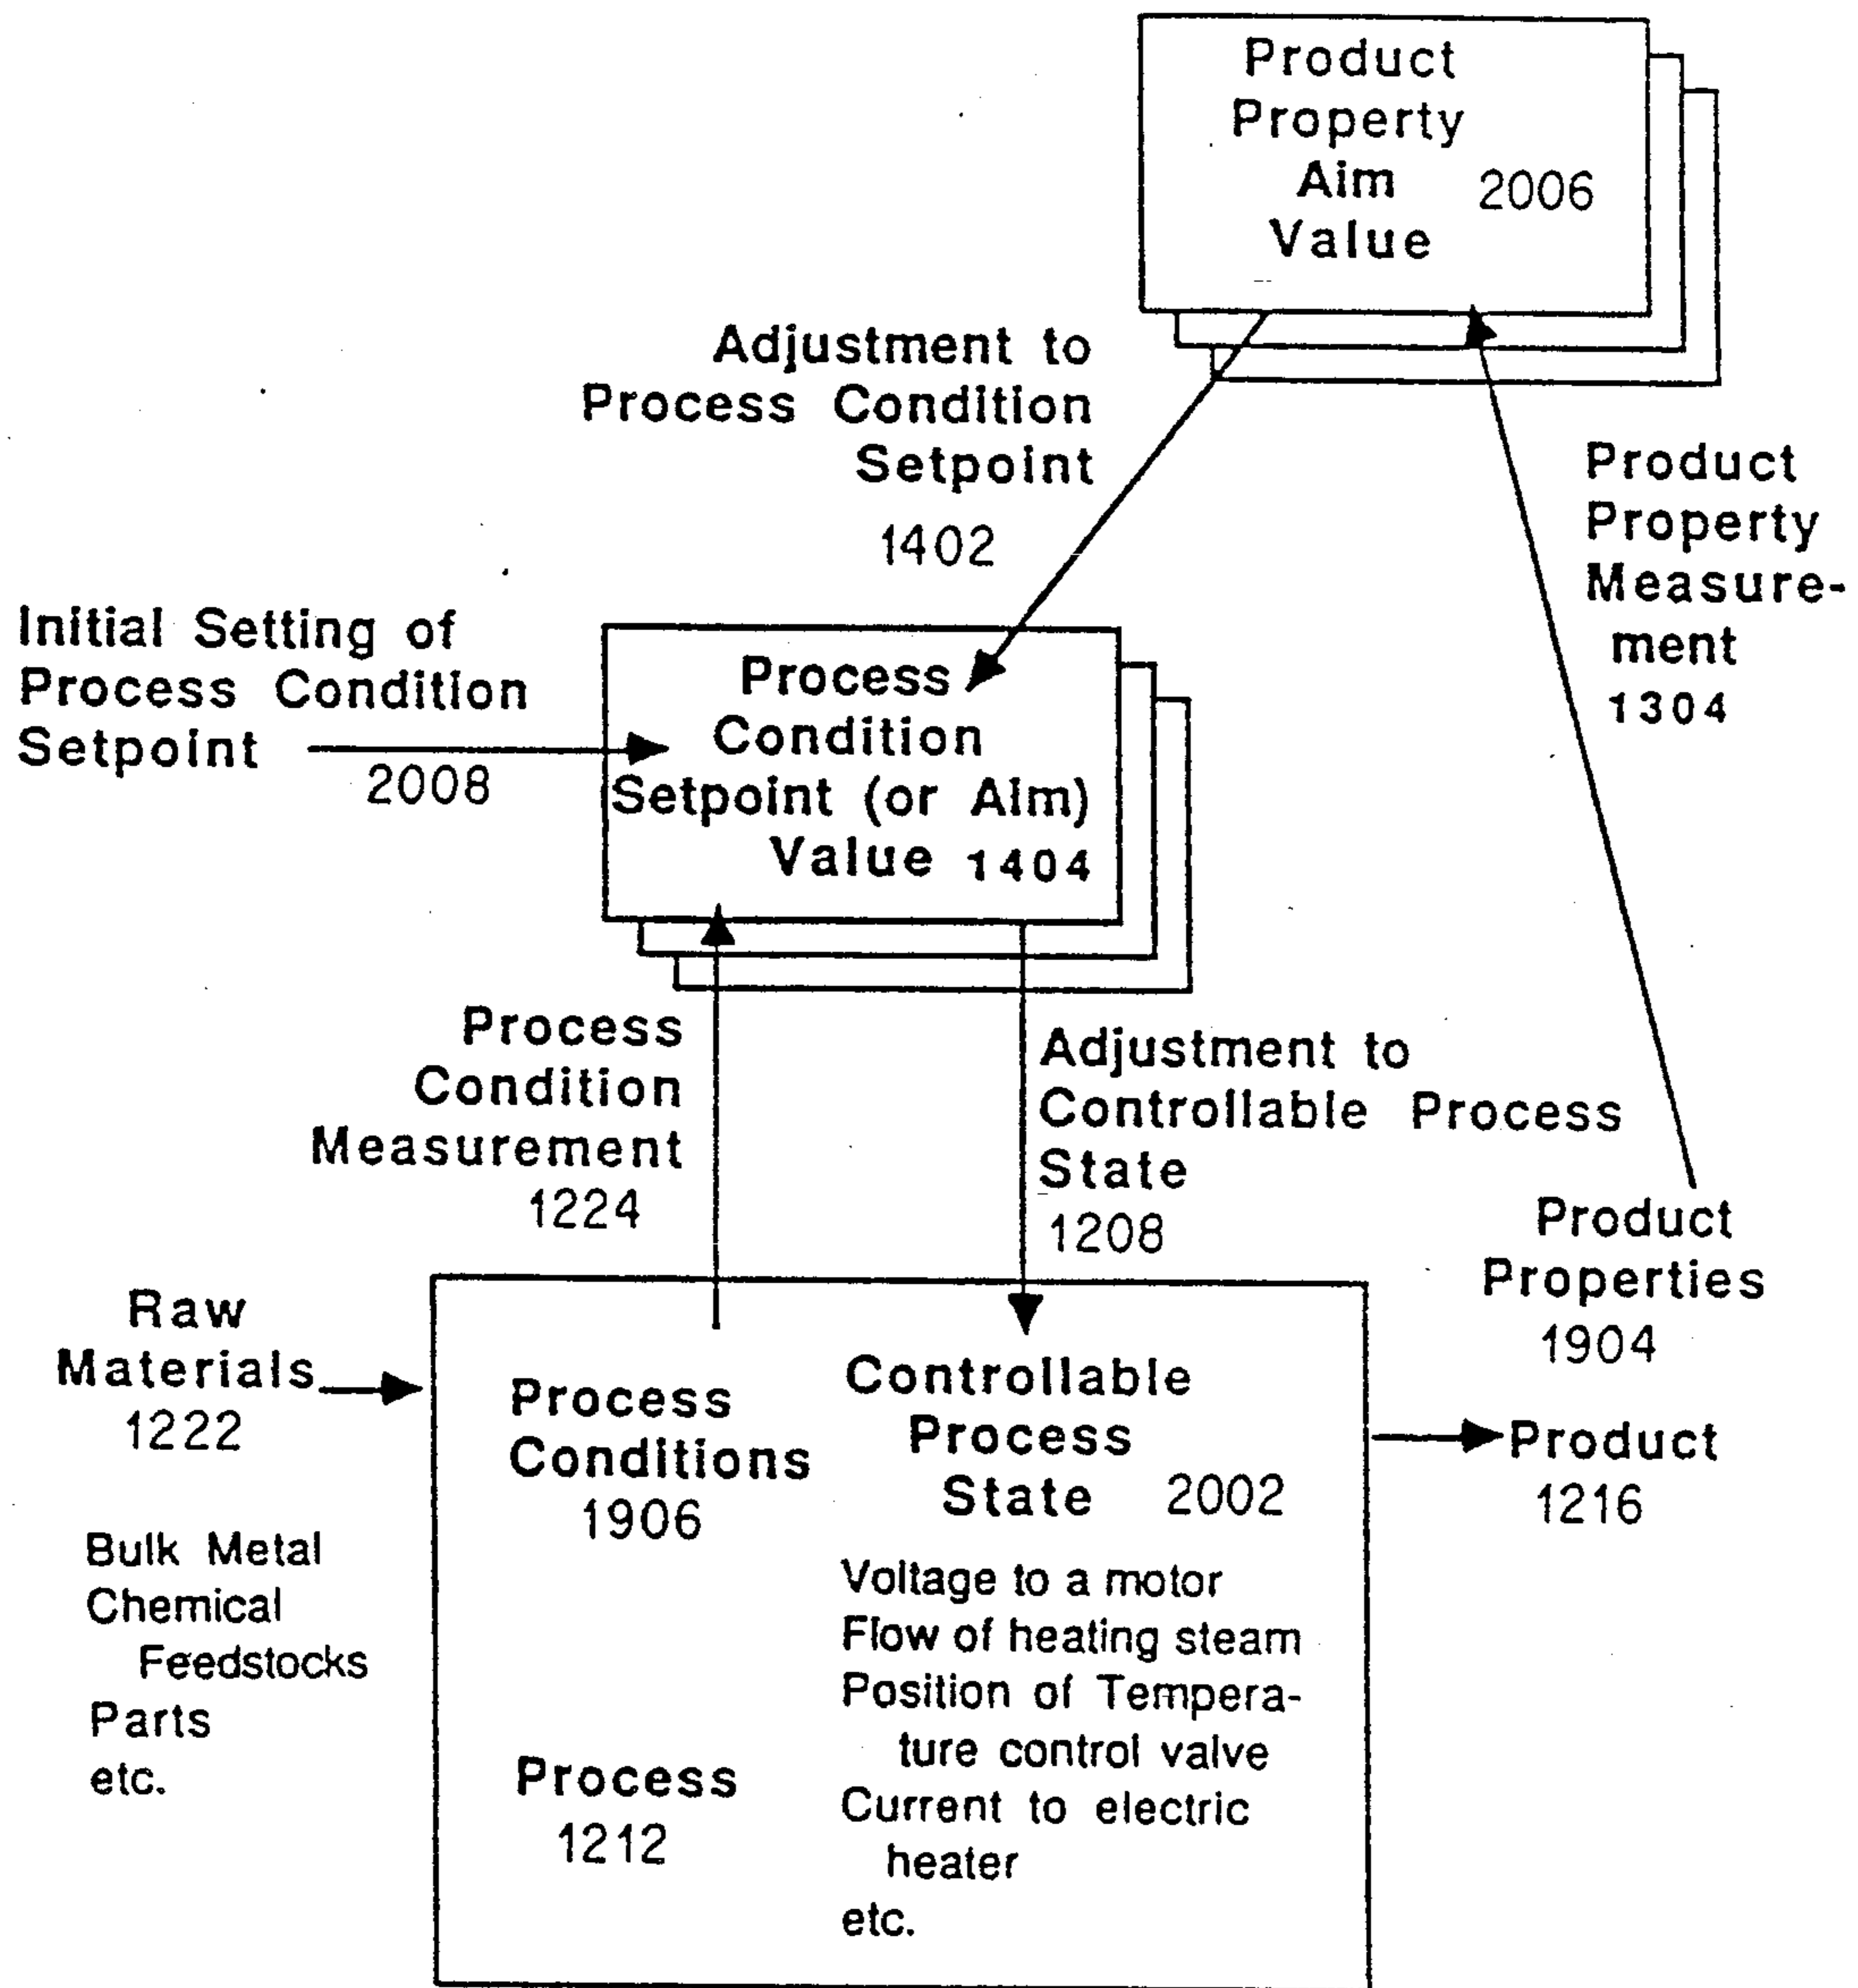 Product
Property
Aim 2006
Value
Adjustment to
Process Condition
Setpoint
1402
Product
Property
Measure-
ment
1304
Initial Setting of
Process Condition
Setpoint
2008
Process
Condition
Setpoint (or Aim)
Value 1404
Process
Condition
Measurement
1224
Adjustment to
Controllable Process
State
1208
Product
Properties
1904
Raw
Materials
1222
Bulk Metal
Chemical
Feedstocks
Parts
etc.
Process
Conditions
1906
Process
1212
Controllable
Process
State 2002
Voltage to a motor
Flow of heating steam
Position of Tempera-
ture control valve
Current to electric
heater
etc.
Product
1216